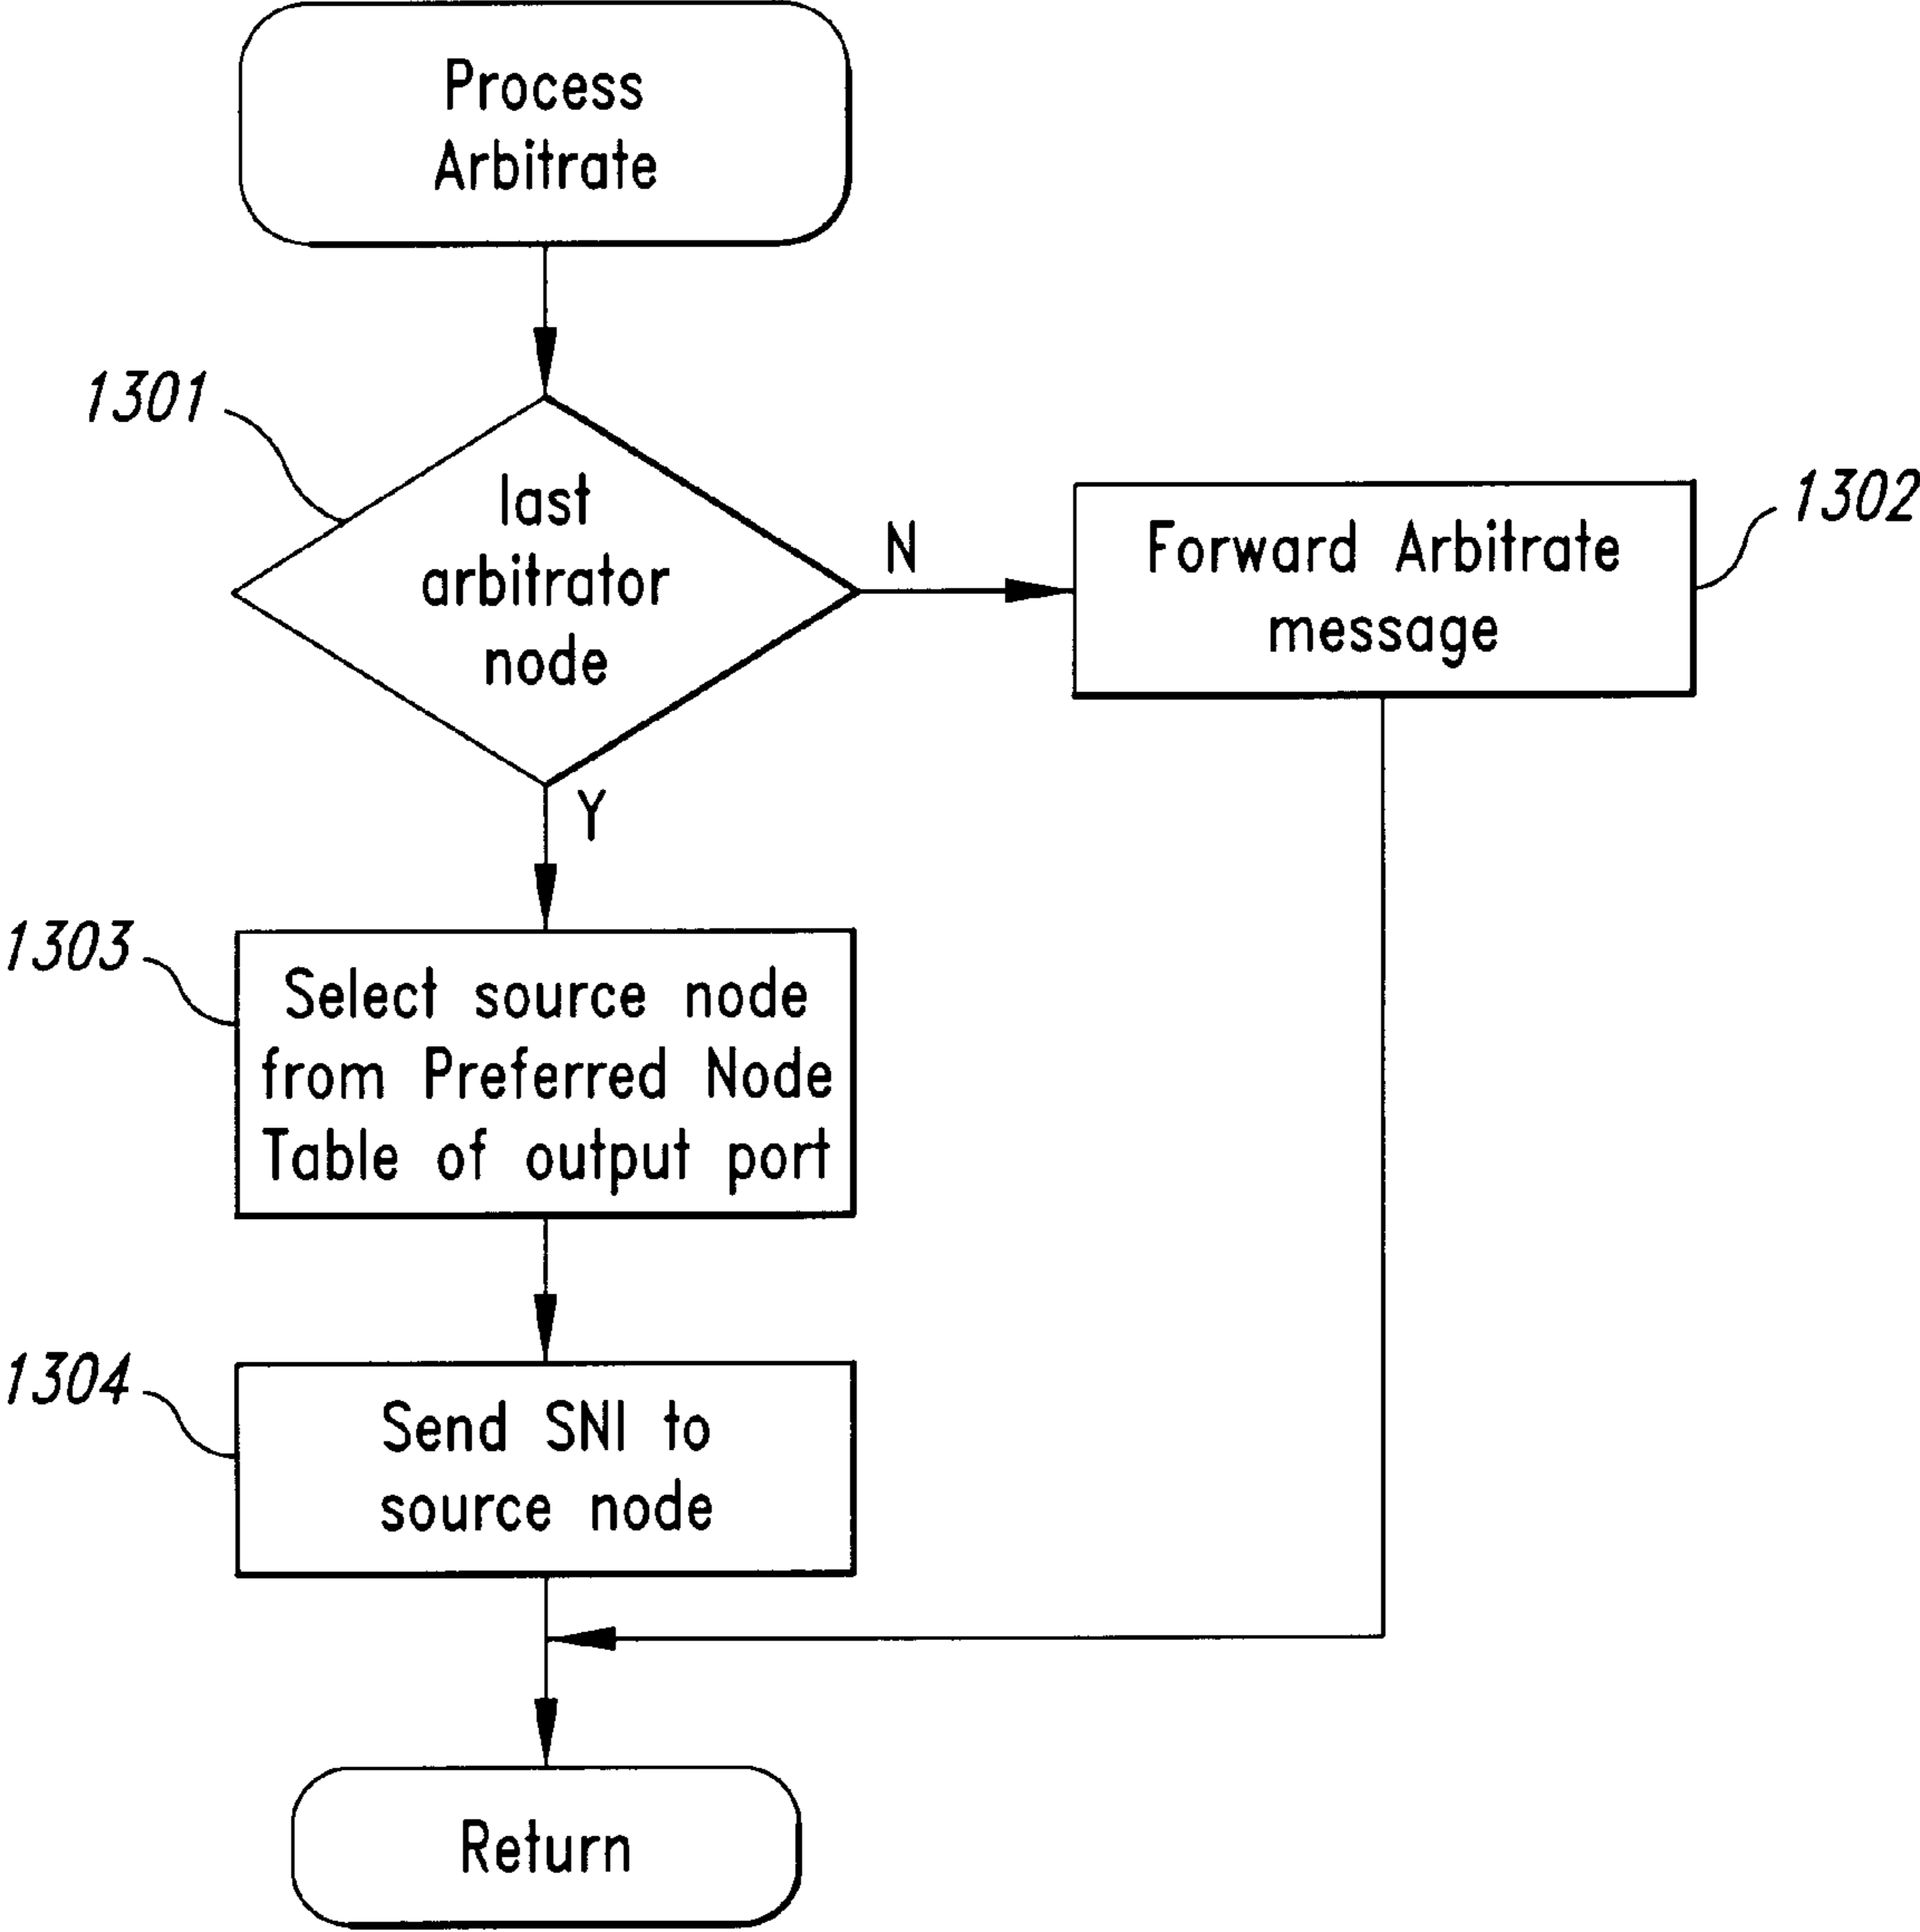 Process
Arbitrate
1301
last
arbitrator
node
N
Forward Arbitrate
message
1302
Y
1303
Select source node
from Preferred Node
Table of output port
1304
Send SNI to
source node
Return